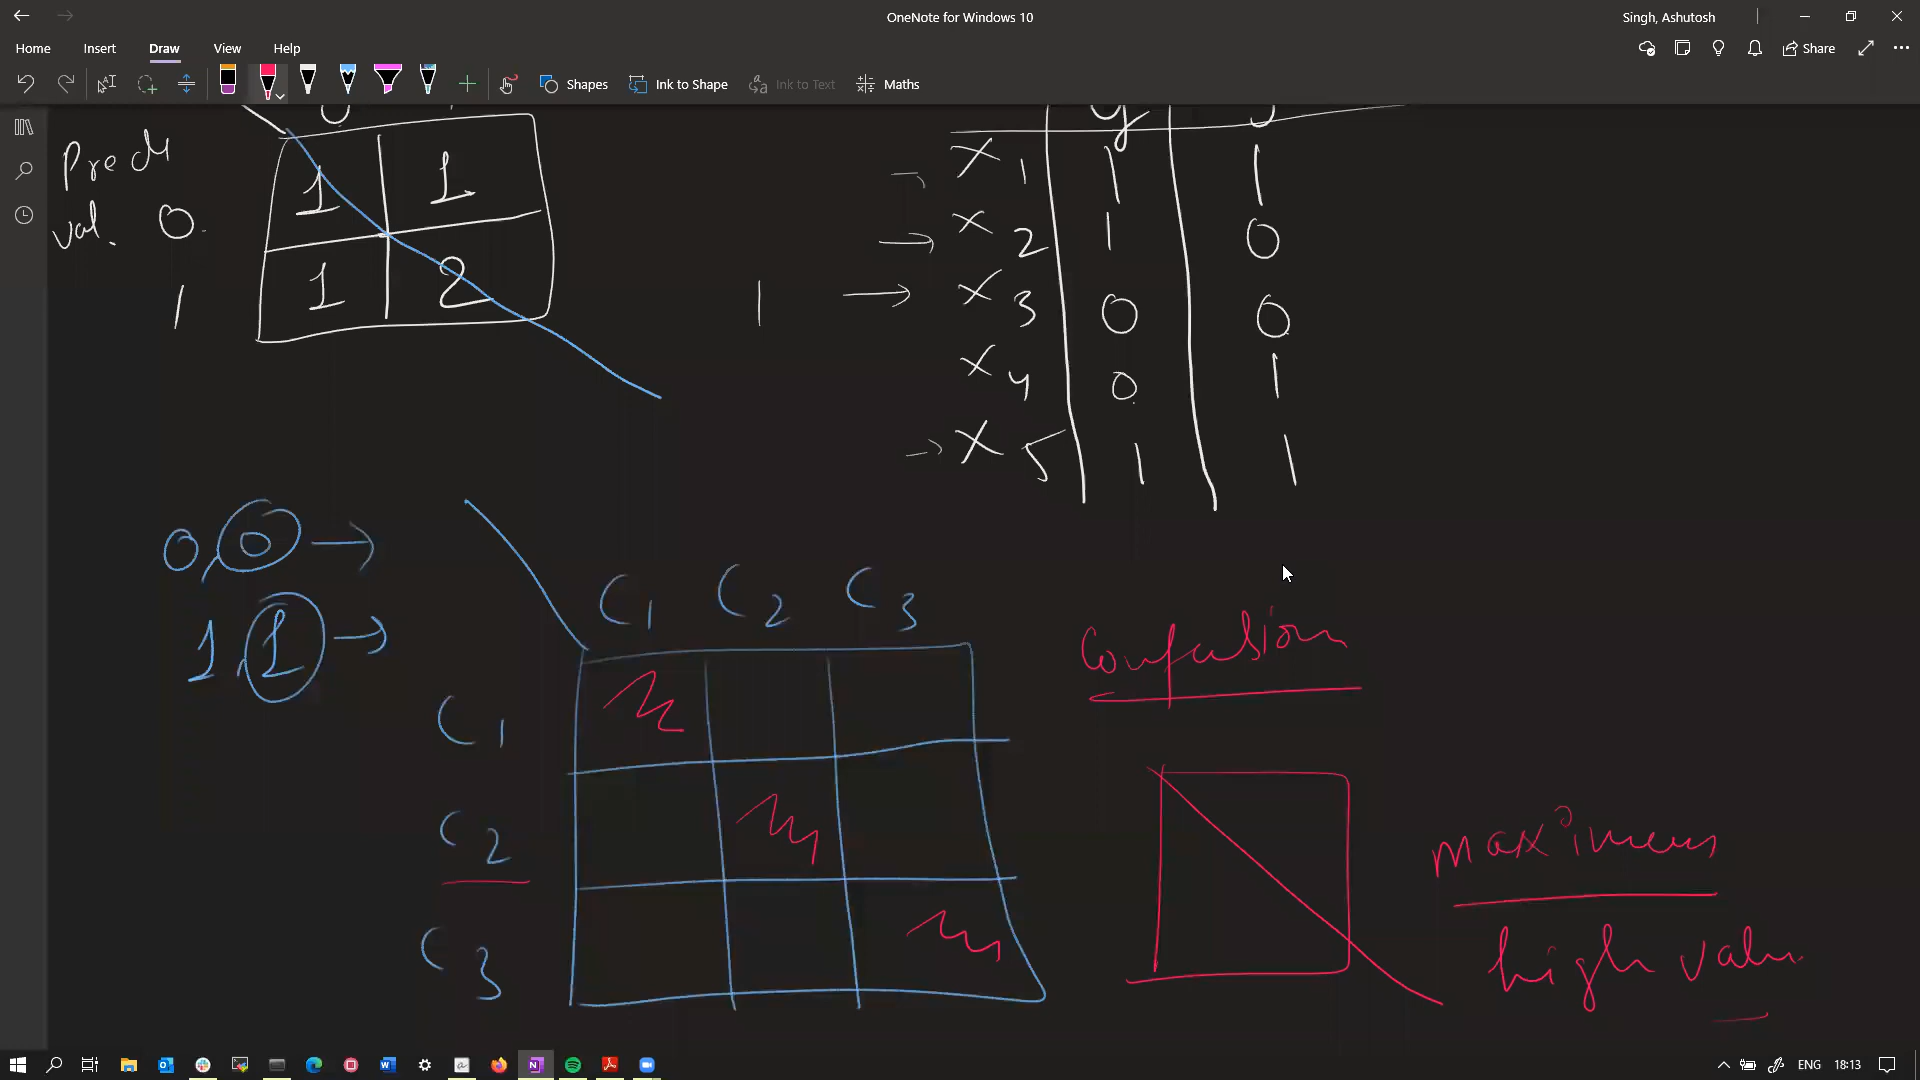 OneNote for Windows 10
Singh, Ashutosh
Home Insert Draw View Help
Share
Shapes
Ink to Shape
Ink to Text
Maths
Predi
val. 0
1
1 1
1 2
1
y
X1 1 1
x2 1 0
x3 0 0
x4 0 1
X5 1 1
0, 0
1, 1
C1 C2 C3
C1
C2
C3
Confusion
maximum
high value
ENG 18:13